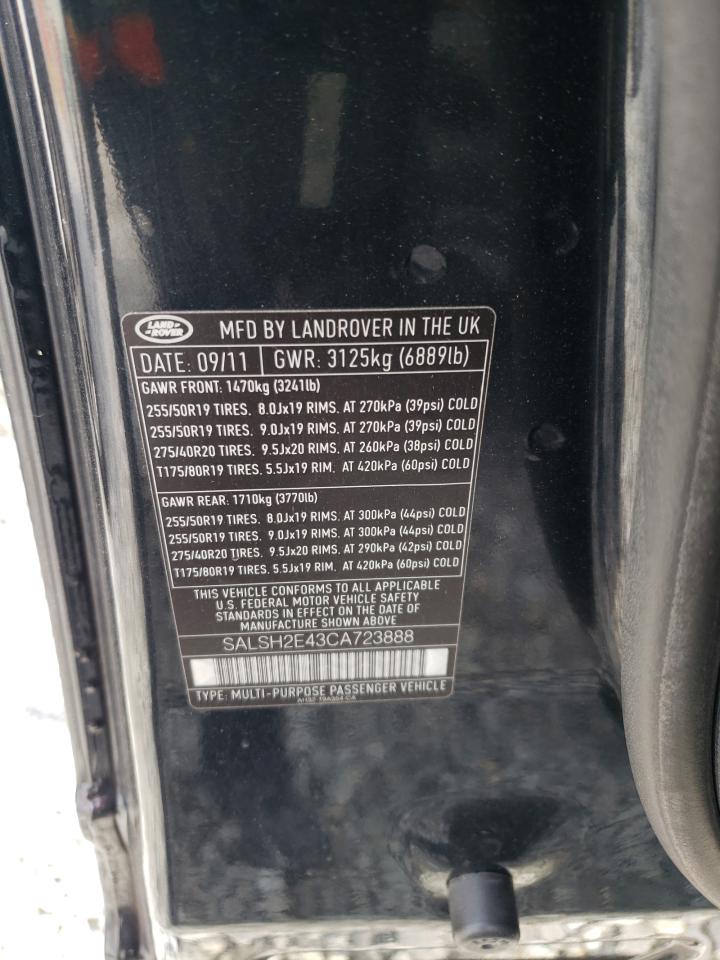 LAND-
ROVER
MFD BY LANDROVER IN THE UK
DATE: 09/11 GWR: 3125kg (6889lb)
GAWR FRONT: 1470kg (3241lb)
255/50R19 TIRES. 8.0Jx19 RIMS. AT 270kPa (39psi) COLD
255/50R19 TIRES. 9.0Jx19 RIMS. AT 270kPa (39psi) COLD
275/40R20 TIRES. 9.5Jx20 RIMS. AT 260kPa (38psi) COLD
T175/80R19 TIRES. 5.5Jx19 RIM. AT 420kPa (60psi) COLD
GAWR REAR: 1710kg (3770lb)
255/50R19 TIRES. 8.0Jx19 RIMS. AT 300kPa (44psi) COLD
255/50R19 TIRES. 9.0Jx19 RIMS. AT 300kPa (44psi) COLD
275/40R20 TIRES. 9.5Jx20 RIMS. AT 290kPa (42psi) COLD
T175/80R19 TIRES. 5.5Jx19 RIM. AT 420kPa (60psi) COLD
THIS VEHICLE CONFORMS TO ALL APPLICABLE
U.S. FEDERAL MOTOR VEHICLE SAFETY
STANDARDS IN EFFECT ON THE DATE OF
MANUFACTURE SHOWN ABOVE
SALSH2E43CA723888
TYPE: MULTI-PURPOSE PASSENGER VEHICLE